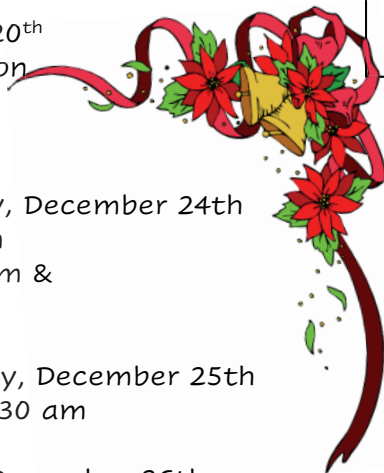 20th
on
y, December 24th
m &
y, December 25th
30 am